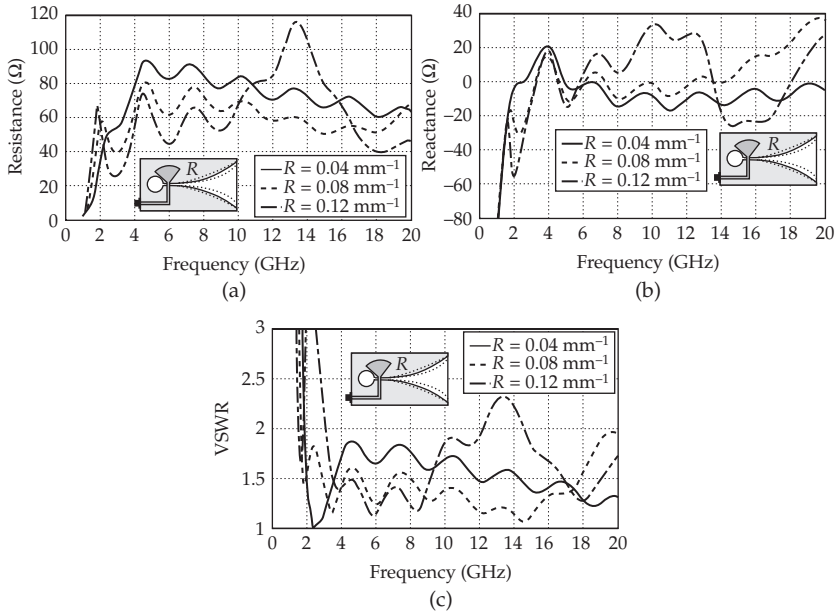 120
100
80
60
40
20
0
Resistance (Ω)
R
R = 0.04 mm⁻¹
R = 0.08 mm⁻¹
R = 0.12 mm⁻¹
0 2 4 6 8 10 12 14 16 18 20
Frequency (GHz)
(a)
40
20
0
−20
−40
−60
−80
Reactance (Ω)
R = 0.04 mm⁻¹
R = 0.08 mm⁻¹
R = 0.12 mm⁻¹
R
0 2 4 6 8 10 12 14 16 18 20
Frequency (GHz)
(b)
3
2.5
2
1.5
1
VSWR
R
R = 0.04 mm⁻¹
R = 0.08 mm⁻¹
R = 0.12 mm⁻¹
0 2 4 6 8 10 12 14 16 18 20
Frequency (GHz)
(c)